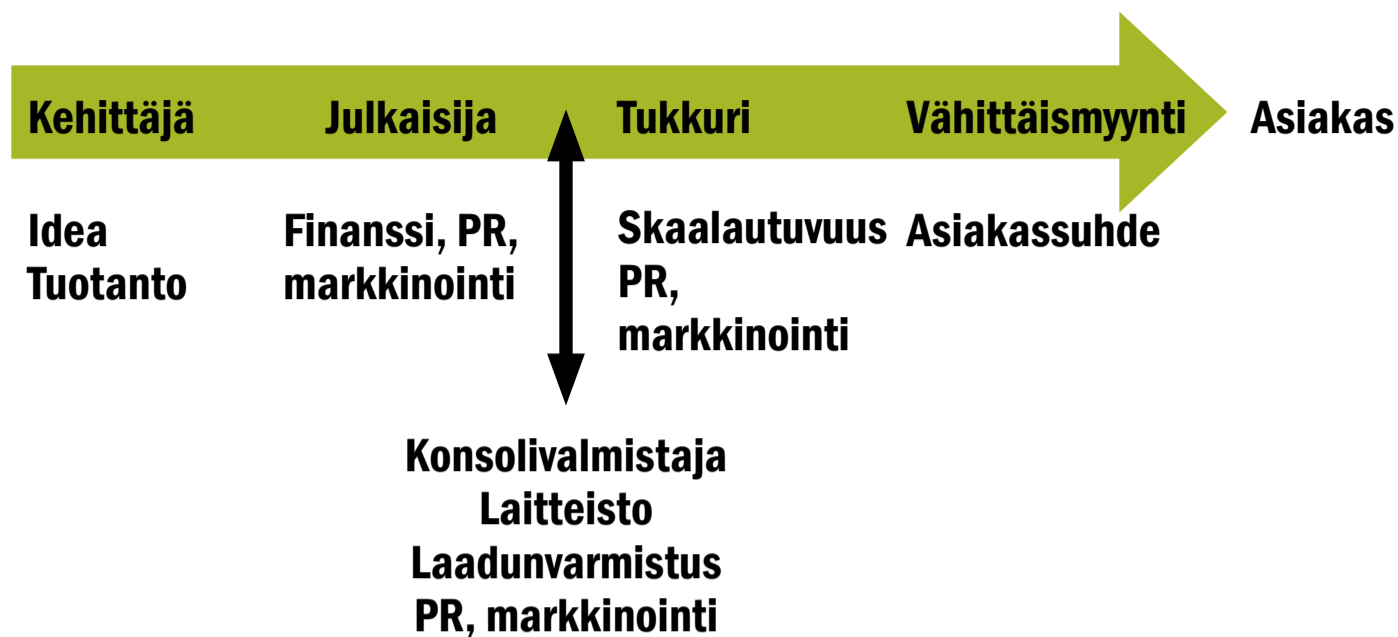 Kehittäjä
Julkaisija
Tukkuri
Vähittäismyynti
Asiakas
Idea
Tuotanto
Finanssi, PR,
markkinointi
Skaalautuvuus
PR,
markkinointi
Asiakassuhde
Konsolivalmistaja
Laitteisto
Laadunvarmistus
PR, markkinointi